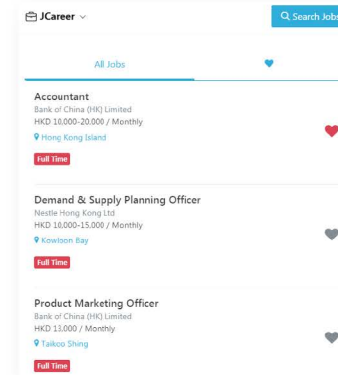 JCareer
Search Jobs
All Jobs
Accountant
Bank of China (HK) Limited
HKD 10,000-20,000 / Monthly
Hong Kong Island
Full Time
Demand & Supply Planning Officer
Nestle Hong Kong Ltd
HKD 10,000-15,000 / Monthly
Kowloon Bay
Full Time
Product Marketing Officer
Bank of China (HK) Limited
HKD 13,000 / Monthly
Taikoo Shing
Full Time